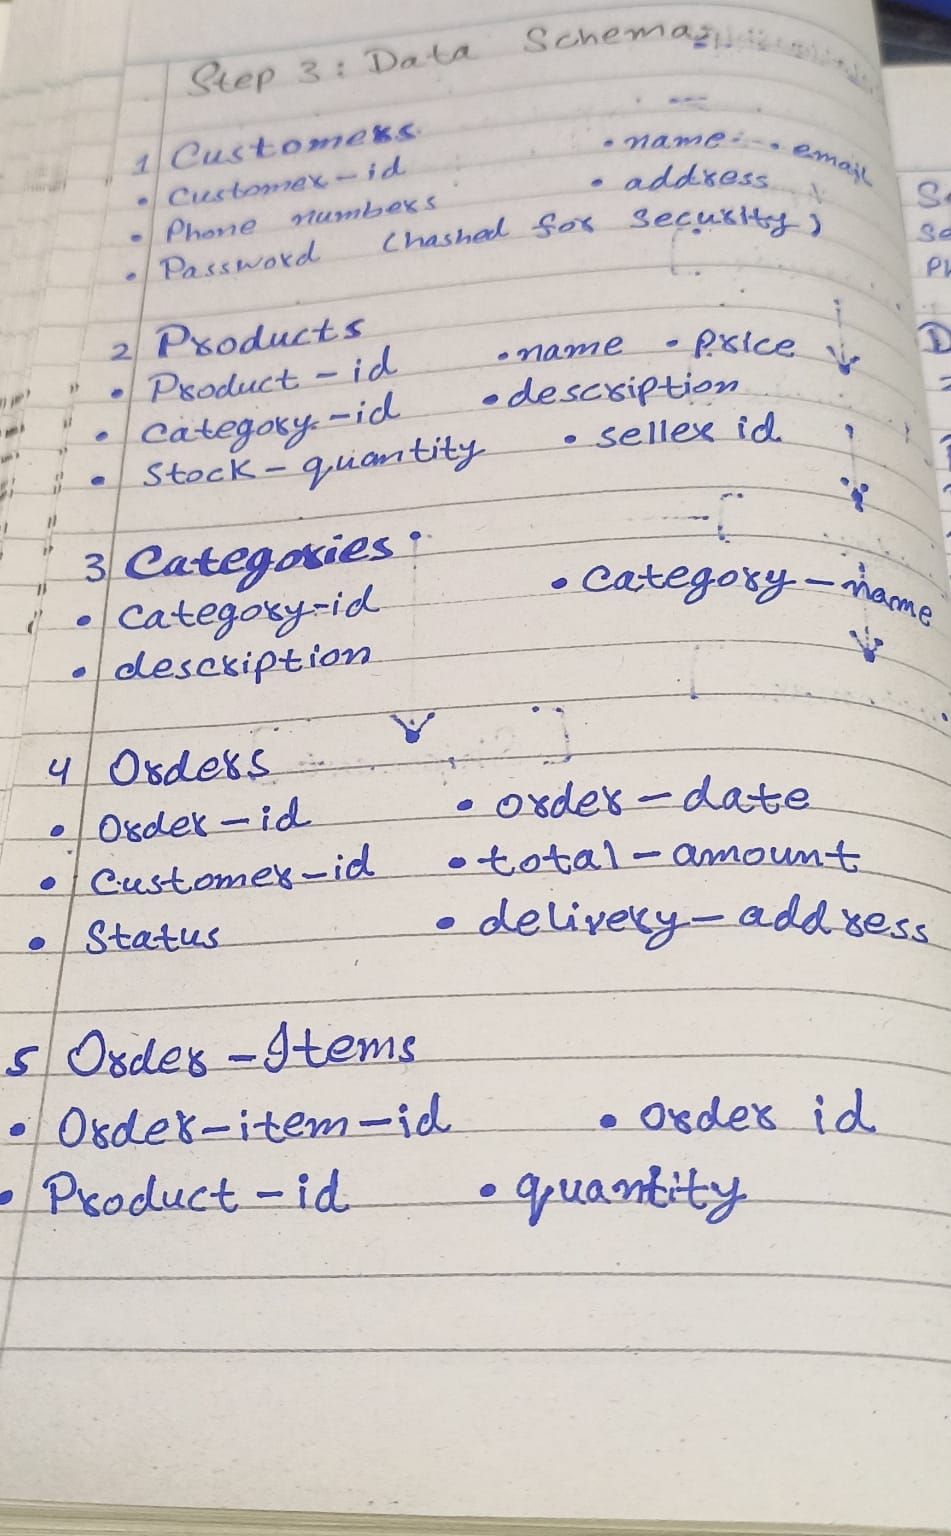 Step 3: Data Schema:
1 Customers
• name • email
• Customer-id
• address
• Phone numbers
• Password (hashed for security)
2 Products
• Product-id • name • Price
• Category-id • description
• Stock-quantity • seller id
3 Categories
• Category-id • Category-name
• description
4 Orders
• Order-id • order-date
• Customer-id • total-amount
• Status • delivery-address
5 Order-Items
• Order-item-id • order id
• Product-id • quantity